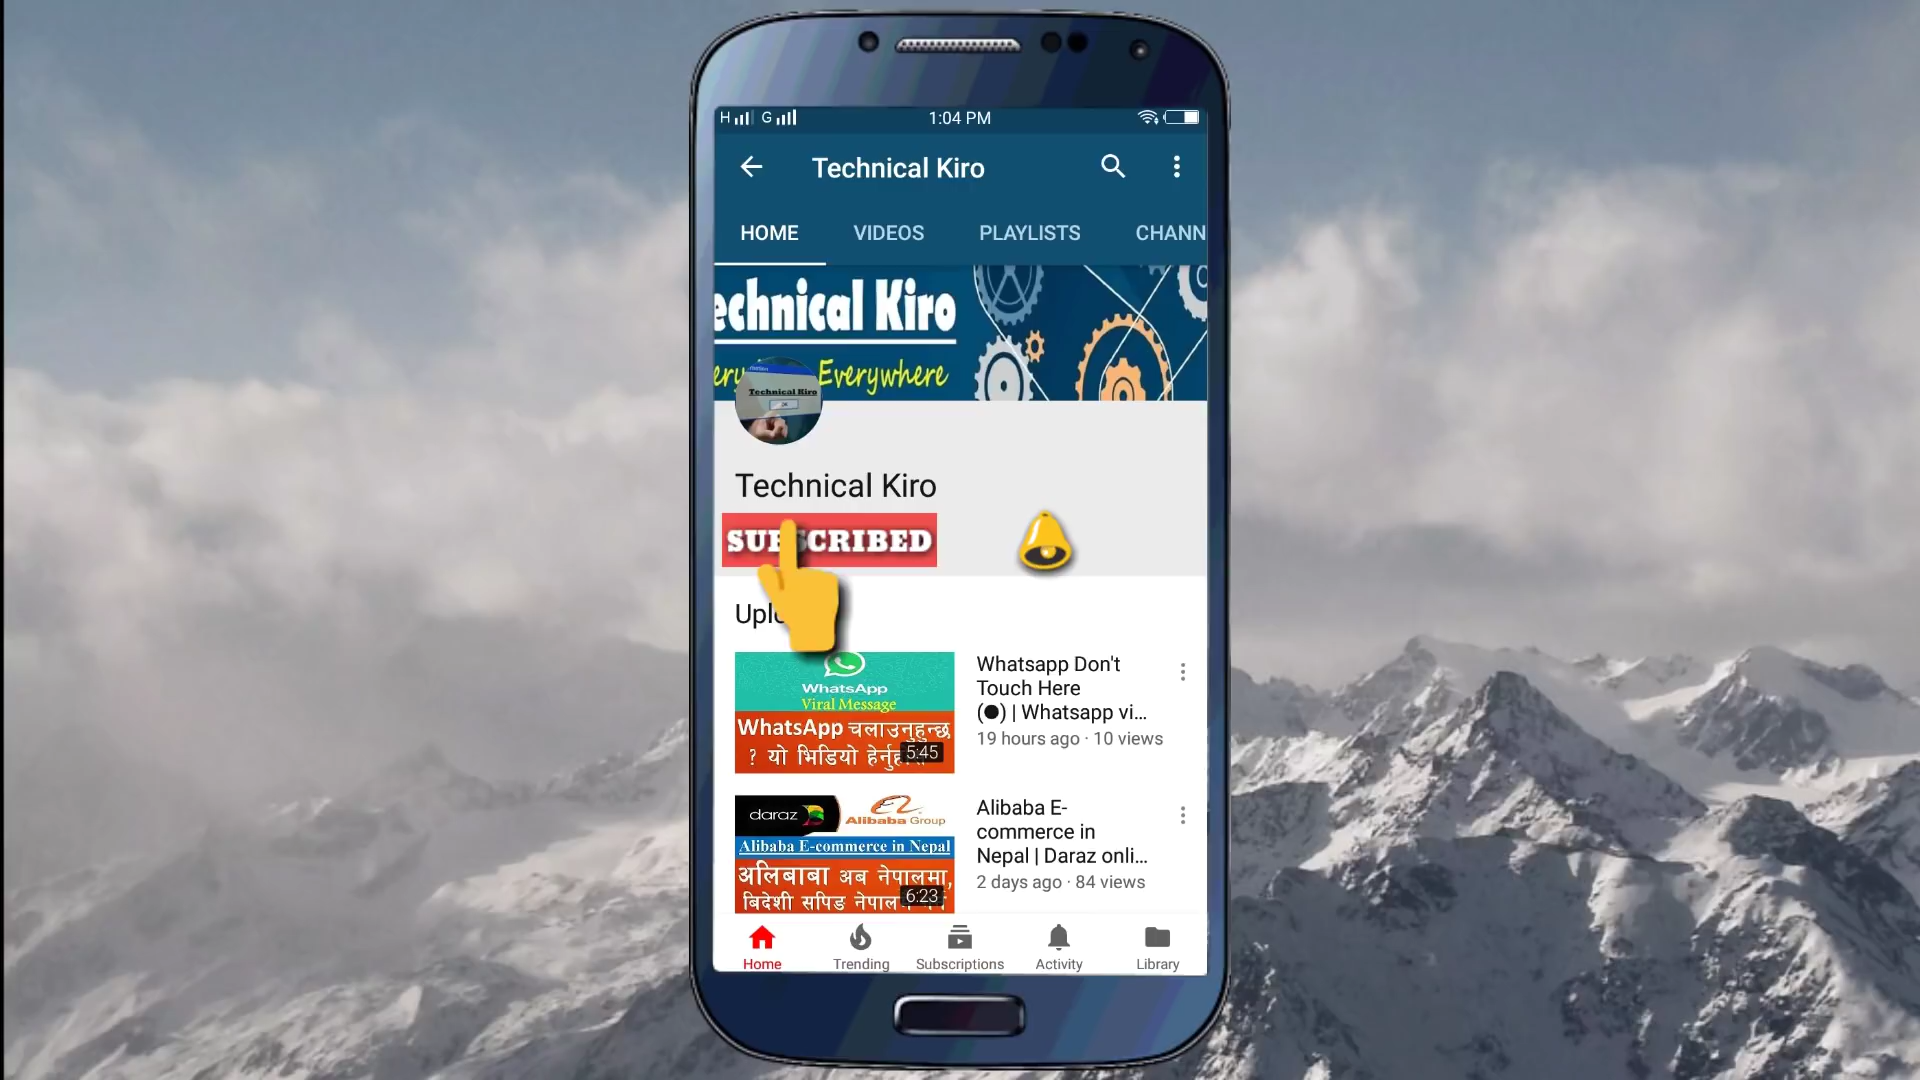 H G 1:04 PM
Technical Kiro
HOME VIDEOS PLAYLISTS CHANN
echnical Kiro
Everywhere
Technical Kiro
Technical Kiro
SUBSCRIBED
Uplo
WhatsApp
Viral Message
WhatsApp चलाउनुहुन्छ
? यो भिडियो हेर्नुहोस
5:45
Whatsapp Don't
Touch Here
(●) | Whatsapp vi...
19 hours ago · 10 views
daraz
Alibaba Group
Alibaba E-commerce in Nepal
अलिबाबा अब नेपालमा,
बिदेशी सपिङ
6:23
Alibaba E-
commerce in
Nepal | Daraz onli...
2 days ago · 84 views
Home Trending Subscriptions Activity Library